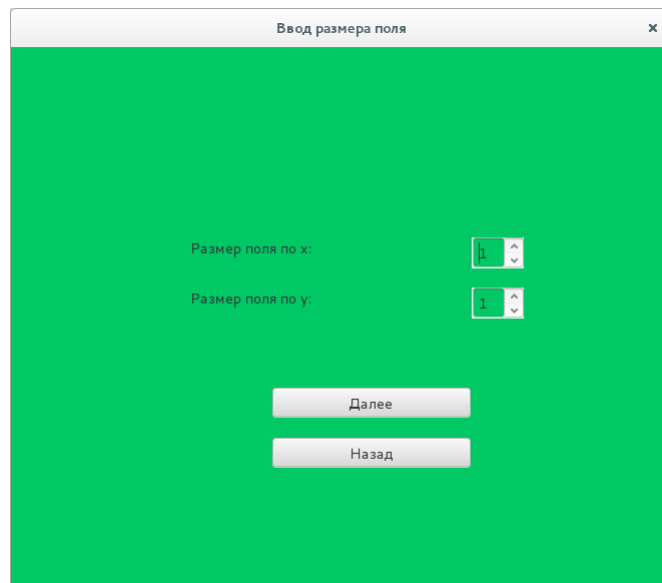 Ввод размера поля
Размер поля по x: 1
Размер поля по y: 1
Далее
Назад